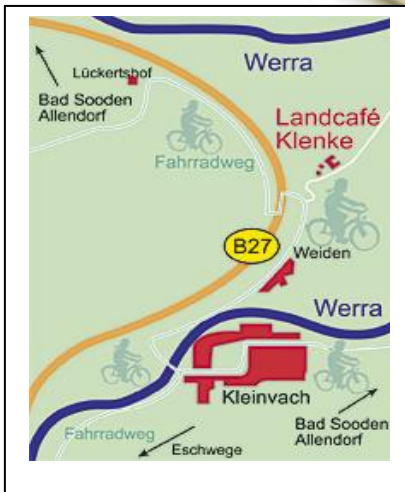 Lückertshof
Werra
Bad Sooden
Allendorf
Landcafé
Klenke
Fahrradweg
B27
Weiden
Werra
Kleinvach
Bad Sooden
Allendorf
Fahrradweg
Eschwege